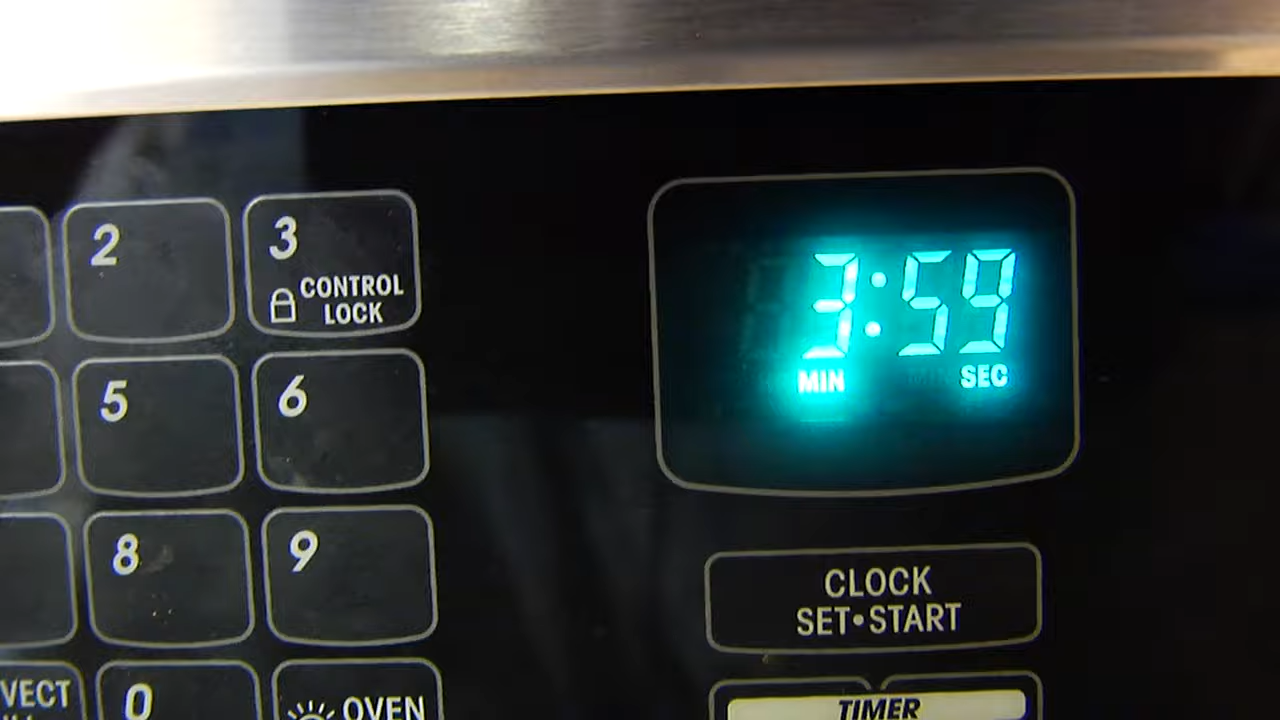 2
3
CONTROL
LOCK
3:59
MIN SEC
5
6
8
9
CLOCK
SET•START
VECT
0
OVEN
TIMER